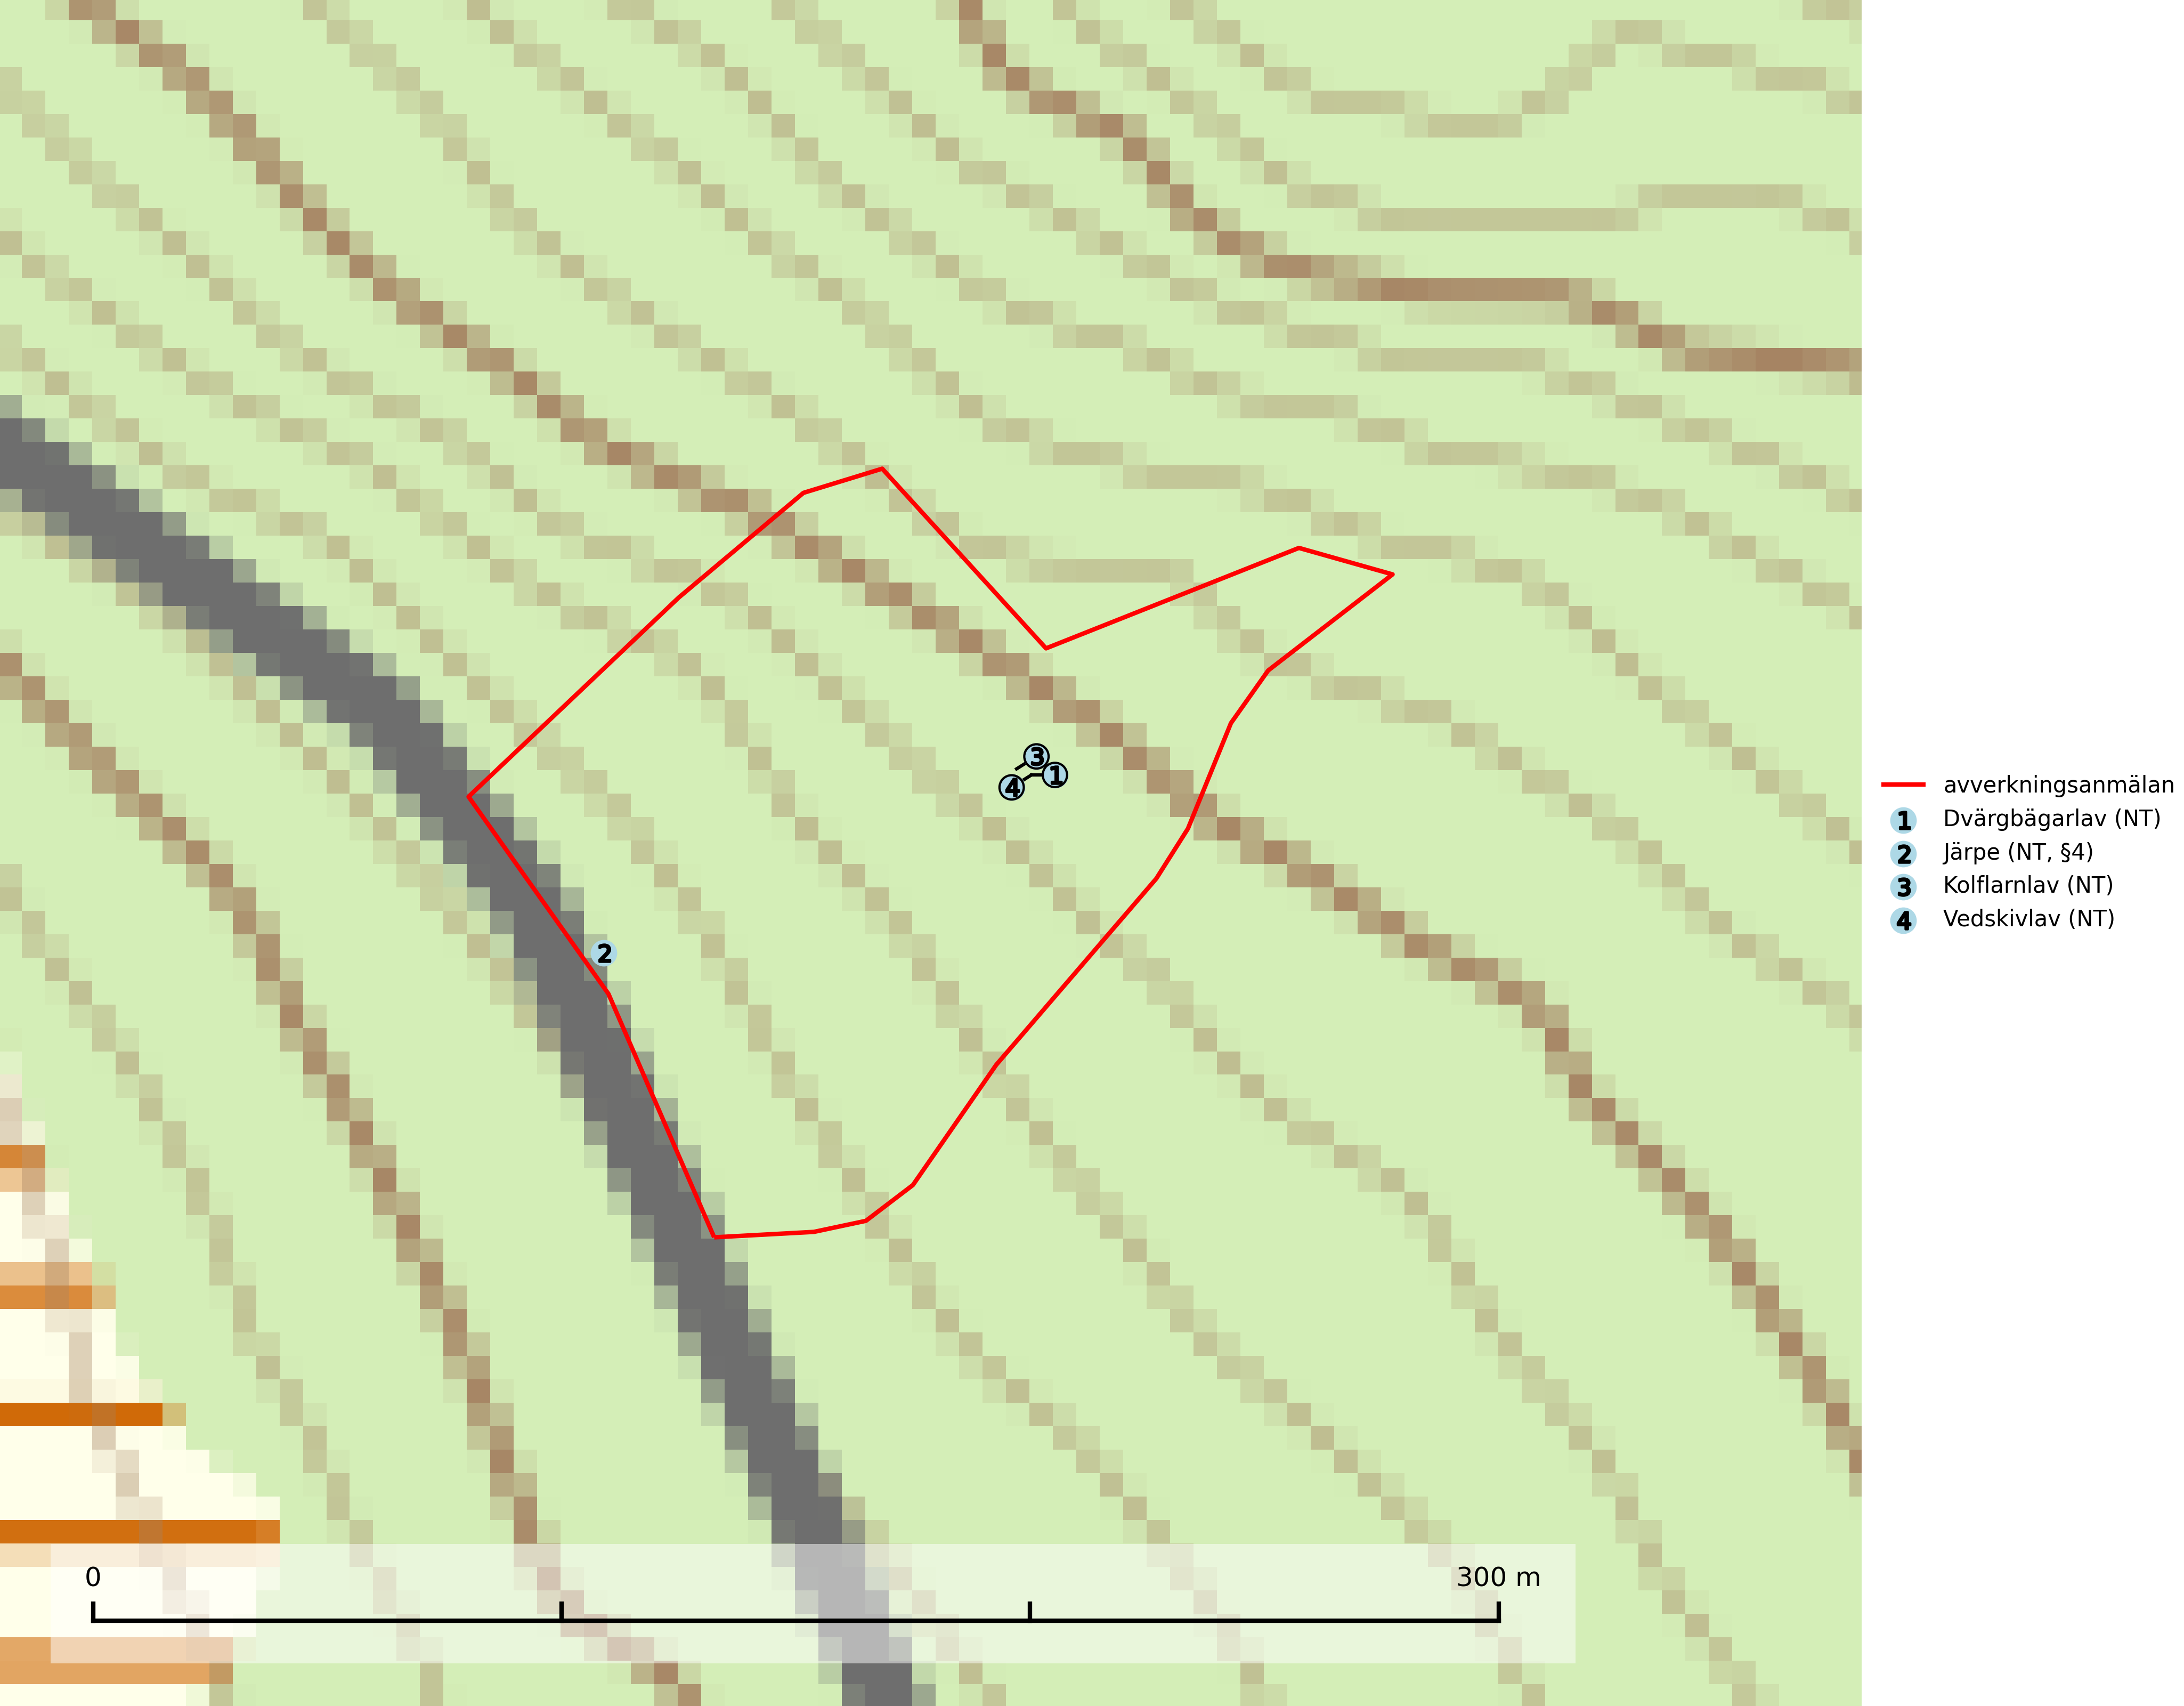 3
1
4
2
avverkningsanmälan
1 Dvärgbägarlav (NT)
2 Järpe (NT, §4)
3 Kolflarnlav (NT)
4 Vedskivlav (NT)
0 300 m